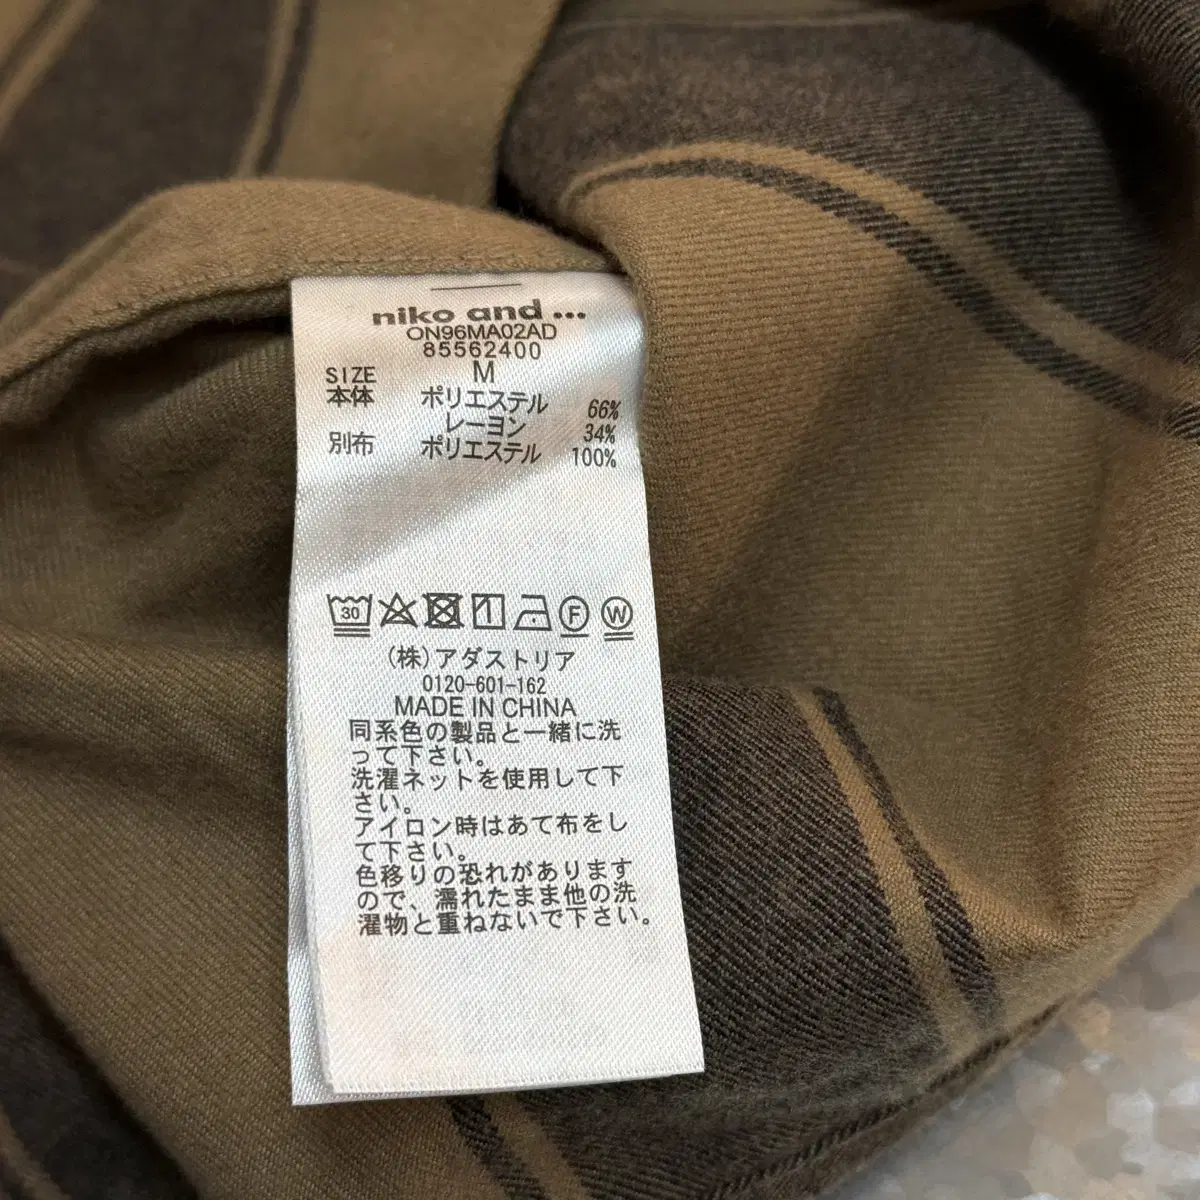 niko and ...
ON96MA02AD
85562400
SIZE M
本体 ポリエステル 66%
レーヨン 34%
別布 ポリエステル 100%
30 F W
(株)アダストリア
0120-601-162
MADE IN CHINA
同系色の製品と一緒に洗
って下さい。
洗濯ネットを使用して下
さい。
アイロン時はあて布をし
て下さい。
色移りの恐れがあります
ので、濡れたまま他の洗
濯物と重ねないで下さい。